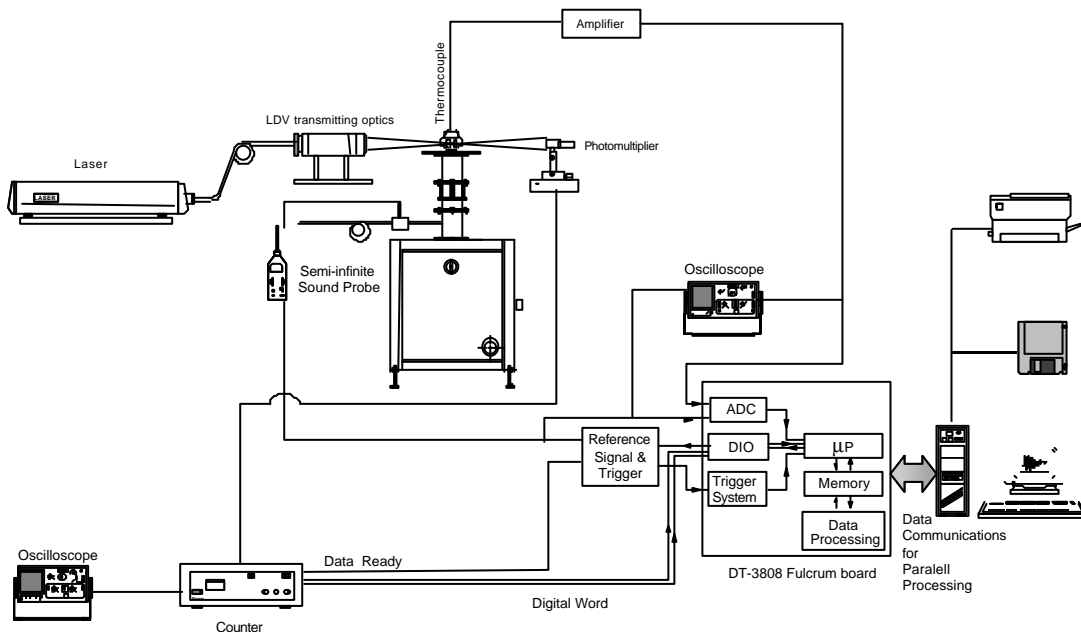 Amplifier
Thermocouple
LDV transmitting optics
Photomultiplier
Laser
LASER
Semi-infinite
Sound Probe
Oscilloscope
ADC
Reference
Signal &
Trigger
DIO
μP
Trigger
System
Memory
Data
Processing
Data
Communications
for
Paralell
Processing
DT-3808 Fulcrum board
Oscilloscope
Data Ready
Digital Word
Counter